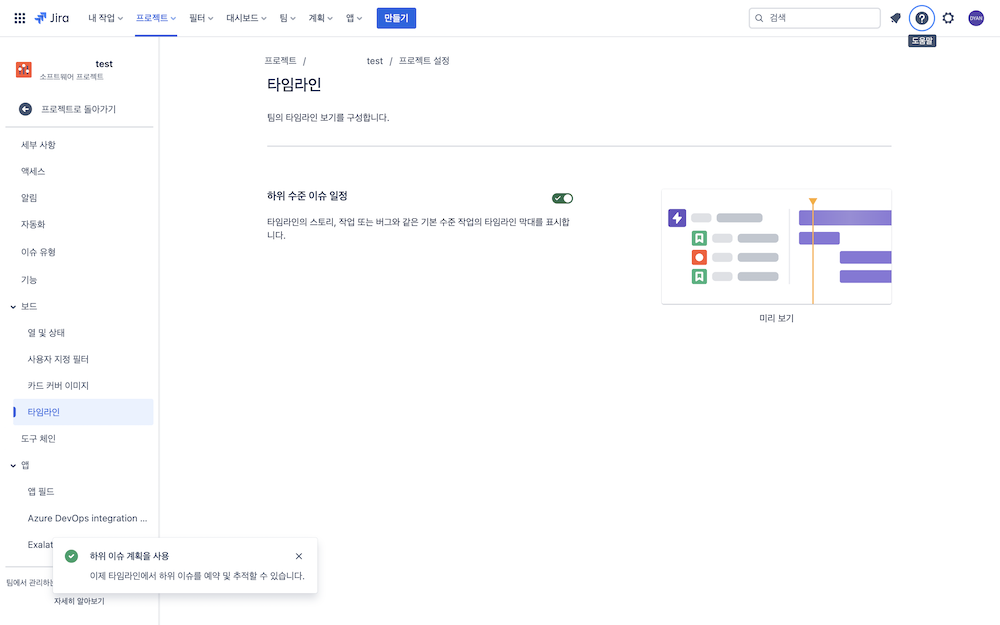 Jira 내 작업 프로젝트 필터 대시보드 팀 계획 앱 만들기 검색 DYAN
도움말
test
소프트웨어 프로젝트
프로젝트로 돌아가기
세부 사항
액세스
알림
자동화
이슈 유형
기능
보드
열 및 상태
사용자 지정 필터
카드 커버 이미지
타임라인
도구 체인
앱
앱 필드
Azure DevOps integration ...
Exalat
팀에서 관리하는
자세히 알아보기
프로젝트 / test / 프로젝트 설정
타임라인
팀의 타임라인 보기를 구성합니다.
하위 수준 이슈 일정
타임라인의 스토리, 작업 또는 버그와 같은 기본 수준 작업의 타임라인 막대를 표시합
니다.
미리 보기
하위 이슈 계획을 사용
이제 타임라인에서 하위 이슈를 예약 및 추적할 수 있습니다.